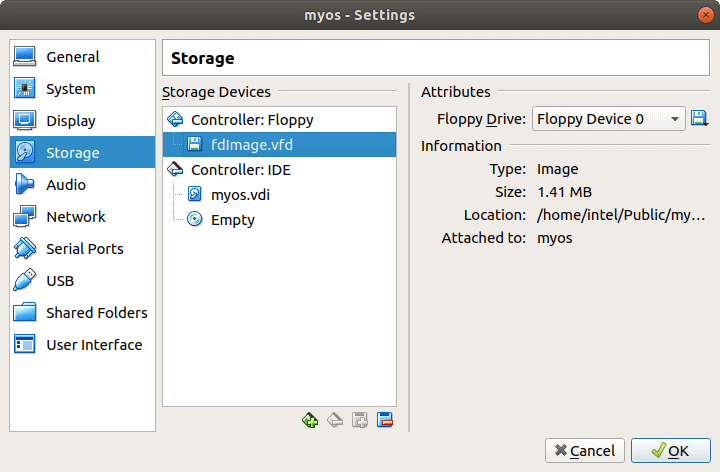 myos - Settings
General
System
Display
Storage
Audio
Network
Serial Ports
USB
Shared Folders
User Interface
Storage
Storage Devices
Controller: Floppy
fdImage.vfd
Controller: IDE
myos.vdi
Empty
Attributes
Floppy Drive: Floppy Device 0
Information
Type: Image
Size: 1.41 MB
Location: /home/intel/Public/my...
Attached to: myos
Cancel
OK